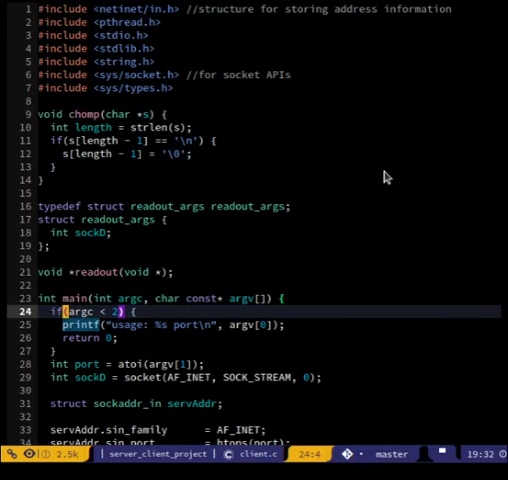 1 #include <netinet/in.h> //structure for storing address information
2 #include <pthread.h>
3 #include <stdio.h>
4 #include <stdlib.h>
5 #include <string.h>
6 #include <sys/socket.h> //for socket APIs
7 #include <sys/types.h>
8
9 void chomp(char *s) {
10   int length = strlen(s);
11   if(s[length - 1] == '\n') {
12     s[length - 1] = '\0';
13   }
14 }
15
16 typedef struct readout_args readout_args;
17 struct readout_args {
18   int sockD;
19 };
20
21 void *readout(void *);
22
23 int main(int argc, char const* argv[]) {
24   if(argc < 2) {
25     printf("usage: %s port\n", argv[0]);
26     return 0;
27   }
28   int port = atoi(argv[1]);
29   int sockD = socket(AF_INET, SOCK_STREAM, 0);
30
31   struct sockaddr_in servAddr;
32
33   servAddr.sin_family      = AF_INET;
34   servAddr.sin_port        = htons(port);
2.5k | server_client_project | client.c 24:4 master 19:32